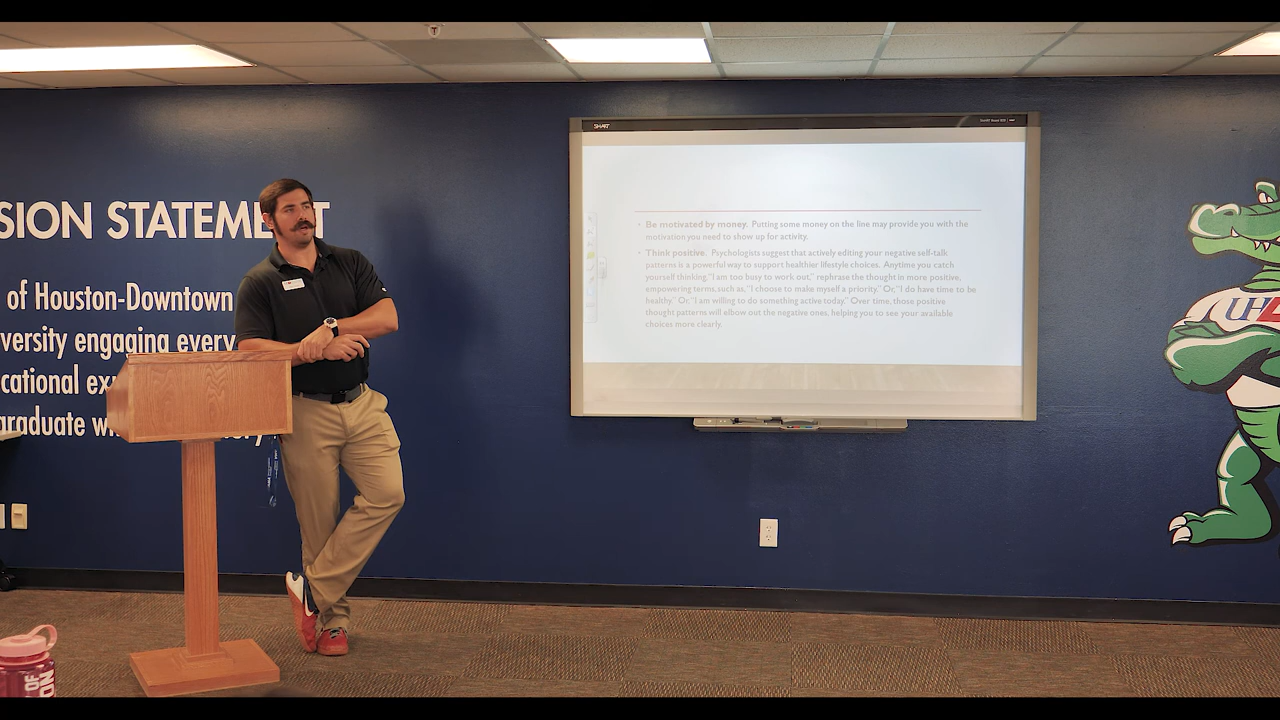 SION STATEMENT
of Houston-Downtown
versity engaging every
cational
graduate
SMART
• Be motivated by money. Putting some money on the line may provide you with the
motivation you need to show up for activity.
• Think positive. Psychologists suggest that actively editing your negative self-talk
patterns is a powerful way to support healthier lifestyle choices. Anytime you catch
yourself thinking, "I am too busy to work out," rephrase the thought in more positive,
empowering terms, such as, "I choose to make myself a priority." Or, "I do have time to be
healthy." Or, "I am willing to do something active today." Over time, those positive
thought patterns will elbow out the negative ones, helping you to see your available
choices more clearly.
OF
ON